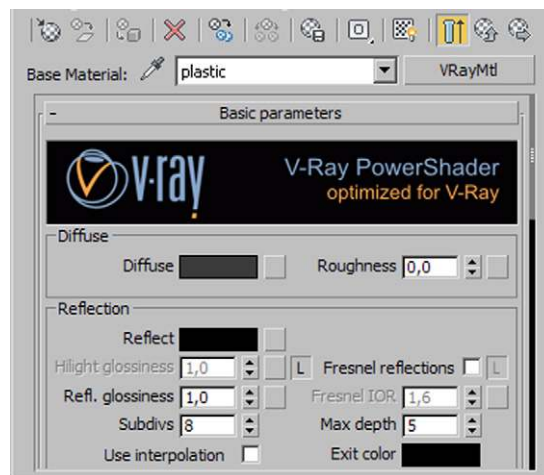 Base Material: plastic VRayMtl
- Basic parameters
v·ray V-Ray PowerShader
optimized for V-Ray
Diffuse
Diffuse Roughness 0,0
Reflection
Reflect
Hilight glossiness 1,0 L Fresnel reflections L
Refl. glossiness 1,0 Fresnel IOR 1,6
Subdivs 8 Max depth 5
Use interpolation Exit color